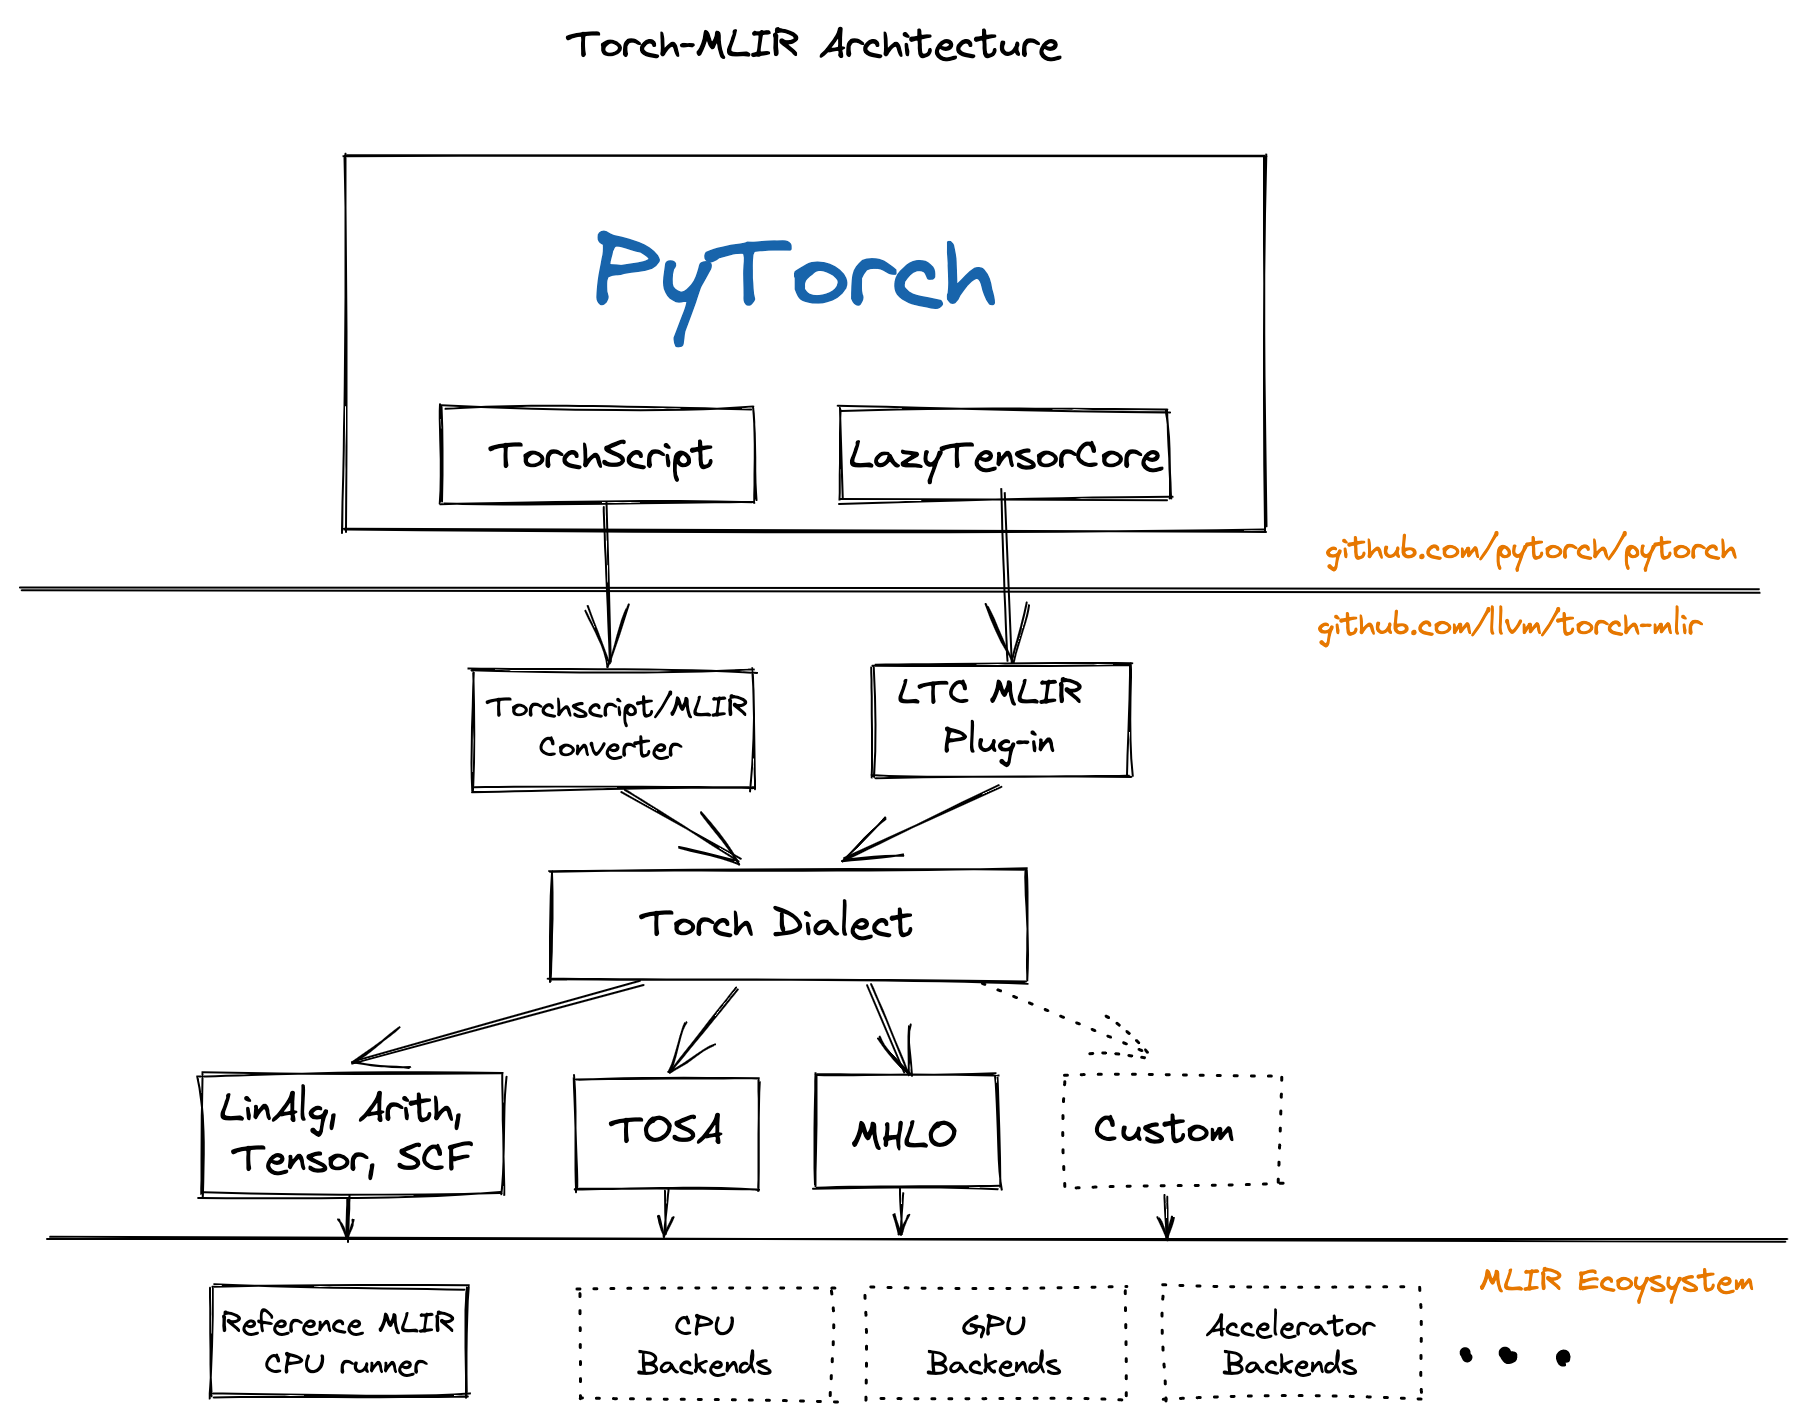 Torch-MLIR Architecture
PyTorch
TorchScript
LazyTensorCore
github.com/pytorch/pytorch
github.com/llvm/torch-mlir
Torchscript/MLIR
Converter
LTC MLIR
Plug-in
Torch Dialect
LinAlg, Arith,
Tensor, SCF
TOSA
MHLO
Custom
MLIR Ecoysystem
Reference MLIR
CPU runner
CPU
Backends
GPU
Backends
Accelerator
Backends